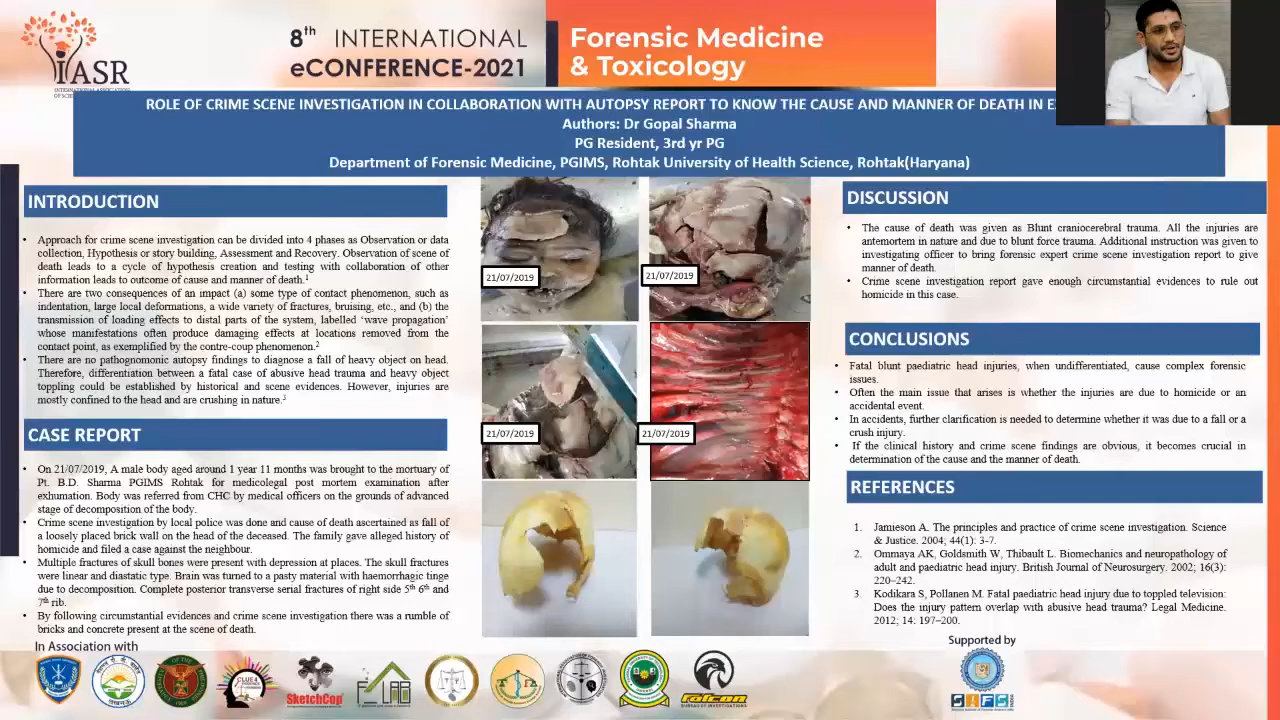 IASR
8th INTERNATIONAL
eCONFERENCE-2021
Forensic Medicine
& Toxicology
ROLE OF CRIME SCENE INVESTIGATION IN COLLABORATION WITH AUTOPSY REPORT TO KNOW THE CAUSE AND MANNER OF DEATH IN
Authors: Dr Gopal Sharma
PG Resident, 3rd yr PG
Department of Forensic Medicine, PGIMS, Rohtak University of Health Science, Rohtak(Haryana)
INTRODUCTION
• Approach for crime scene investigation can be divided into 4 phases as Observation or data
collection, Hypothesis or story building, Assessment and Recovery. Observation of scene of
death leads to a cycle of hypothesis creation and testing with collaboration of other
information leads to outcome of cause and manner of death.1
• There are two consequences of an impact (a) some type of contact phenomenon, such as
indentation, large local deformations, a wide variety of fractures, bruising, etc., and (b) the
transmission of loading effects to distal parts of the system, labelled ‘wave propagation’
whose manifestations often produce damaging effects at locations removed from the
contact point, as exemplified by the contre-coup phenomenon.2
• There are no pathognomonic autopsy findings to diagnose a fall of heavy object on head.
Therefore, differentiation between a fatal case of abusive head trauma and heavy object
toppling could be established by historical and scene evidences. However, injuries are
mostly confined to the head and are crushing in nature.3
CASE REPORT
• On 21/07/2019, A male body aged around 1 year 11 months was brought to the mortuary of
Pt. B.D. Sharma PGIMS Rohtak for medicolegal post mortem examination after
exhumation. Body was referred from CHC by medical officers on the grounds of advanced
stage of decomposition of the body.
• Crime scene investigation by local police was done and cause of death ascertained as fall of
a loosely placed brick wall on the head of the deceased. The family gave alleged history of
homicide and filed a case against the neighbour.
• Multiple fractures of skull bones were present with depression at places. The skull fractures
were linear and diastatic type. Brain was turned to a pasty material with haemorrhagic tinge
due to decomposition. Complete posterior transverse serial fractures of right side 5th 6th and
7th rib.
• By following circumstantial evidences and crime scene investigation there was a rumble of
bricks and concrete present at the scene of death.
21/07/2019
21/07/2019
21/07/2019
21/07/2019
DISCUSSION
• The cause of death was given as Blunt craniocerebral trauma. All the injuries are
antemortem in nature and due to blunt force trauma. Additional instruction was given to
investigating officer to bring forensic expert crime scene investigation report to give
manner of death.
• Crime scene investigation report gave enough circumstantial evidences to rule out
homicide in this case.
CONCLUSIONS
• Fatal blunt paediatric head injuries, when undifferentiated, cause complex forensic
issues.
• Often the main issue that arises is whether the injuries are due to homicide or an
accidental event.
• In accidents, further clarification is needed to determine whether it was due to a fall or a
crush injury.
• If the clinical history and crime scene findings are obvious, it becomes crucial in
determination of the cause and the manner of death.
REFERENCES
1. Jamieson A. The principles and practice of crime scene investigation. Science
& Justice. 2004; 44(1): 3-7.
2. Ommaya AK, Goldsmith W, Thibault L. Biomechanics and neuropathology of
adult and paediatric head injury. British Journal of Neurosurgery. 2002; 16(3):
220–242.
3. Kodikara S, Pollanen M. Fatal paediatric head injury due to toppled television:
Does the injury pattern overlap with abusive head trauma? Legal Medicine.
2012; 14: 197–200.
In Association with
Supported by
CLUE4
SketchCop
F LAB
Falcon
BUREAU OF INVESTIGATIONS
SIFS